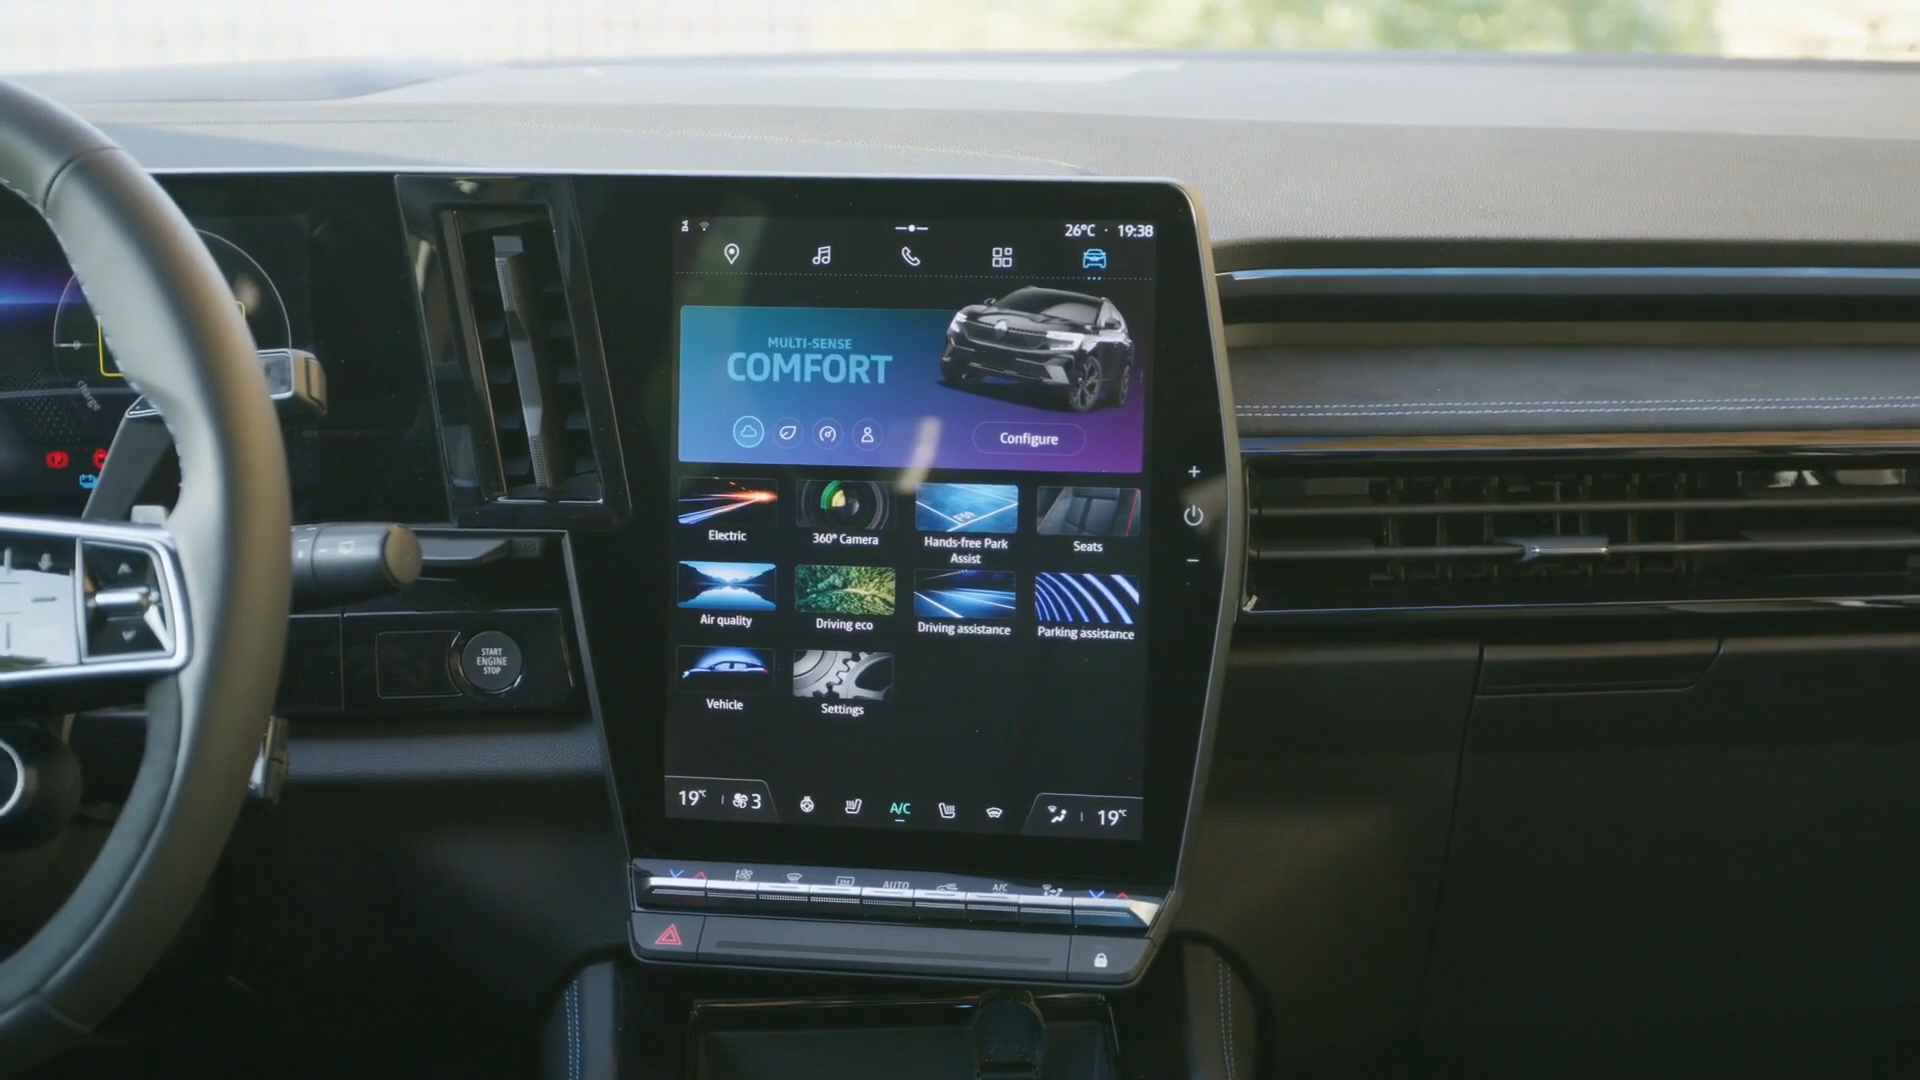 26°C · 19:38
MULTI-SENSE
COMFORT
Configure
Electric
360° Camera
Hands-free Park
Assist
Seats
Air quality
Driving eco
Driving assistance
Parking assistance
Vehicle
Settings
19°C
3
A/C
19°C
AUTO
A/C
START
ENGINE
STOP
charge